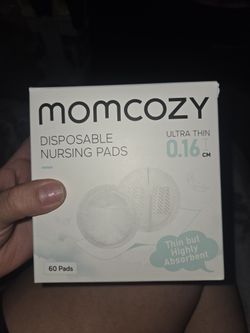 momcozy
DISPOSABLE
NURSING PADS
ULTRA THIN
0.16 CM
Thin but
Highly
Absorbent
60 Pads